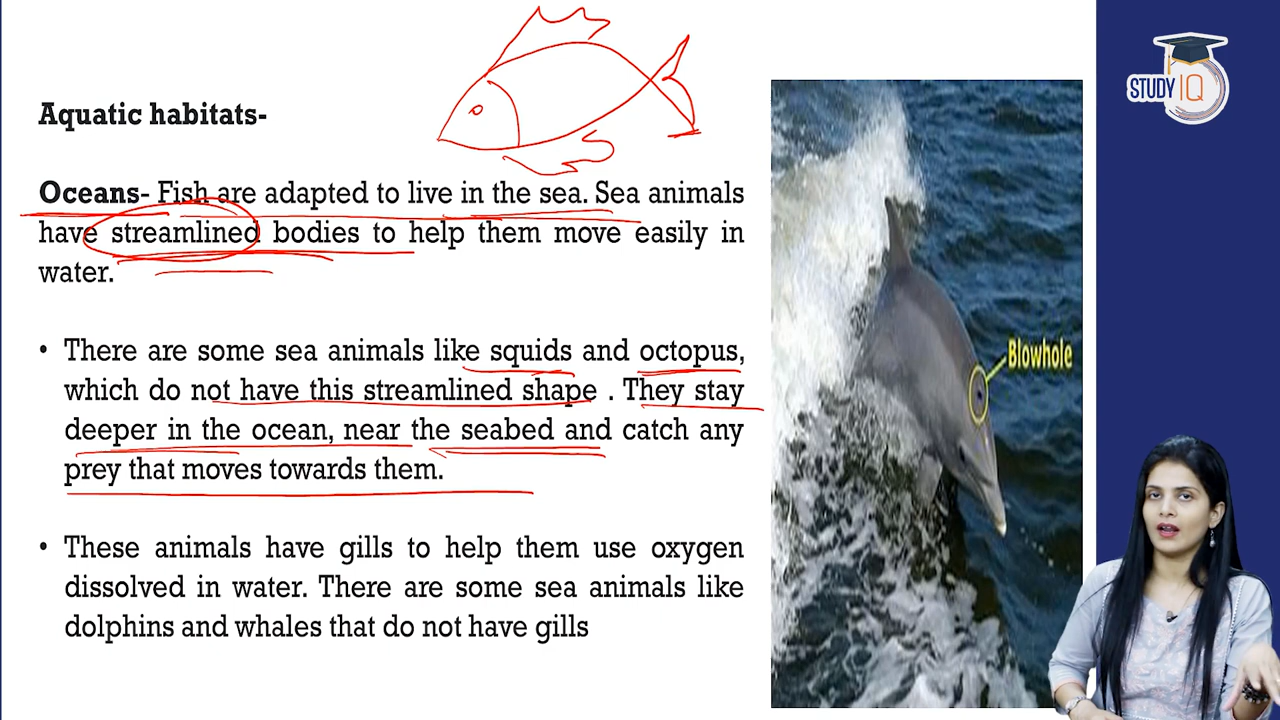 STUDY IQ
Aquatic habitats-
Oceans- Fish are adapted to live in the sea. Sea animals
have streamlined bodies to help them move easily in
water.
• There are some sea animals like squids and octopus,
which do not have this streamlined shape . They stay
deeper in the ocean, near the seabed and catch any
prey that moves towards them.
• These animals have gills to help them use oxygen
dissolved in water. There are some sea animals like
dolphins and whales that do not have gills
Blowhole